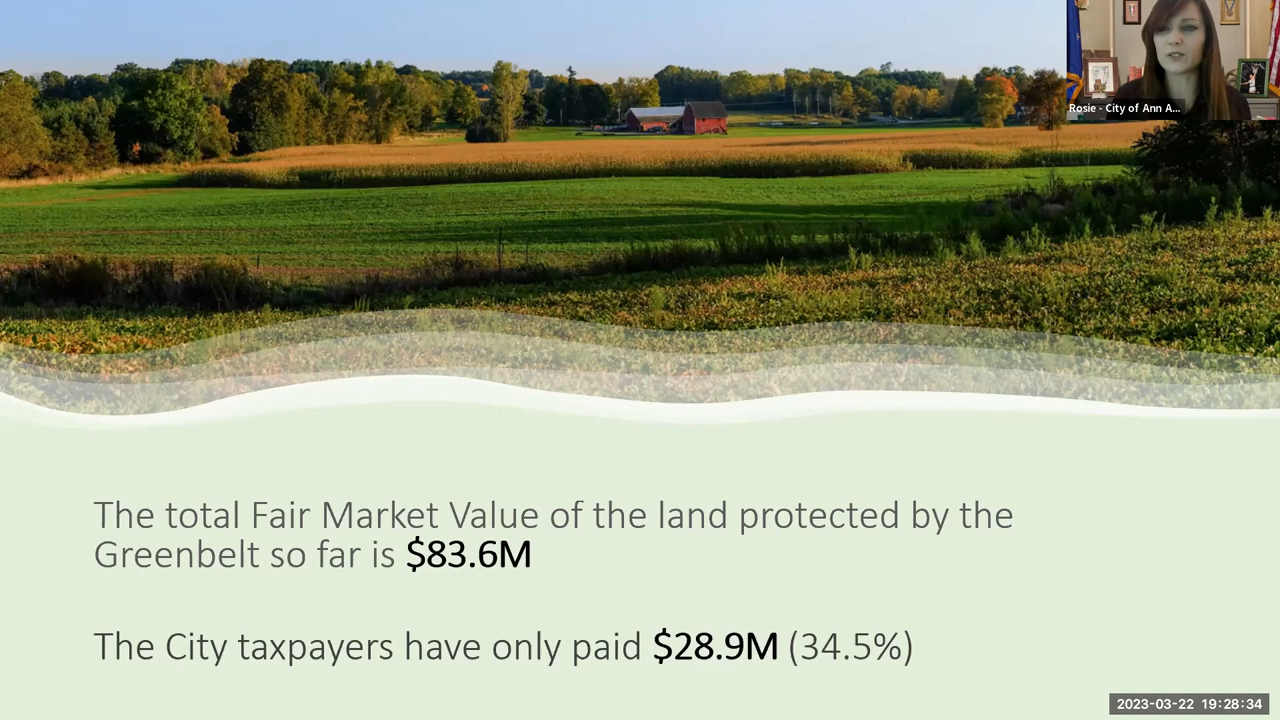 Rosie - City of Ann A...
The total Fair Market Value of the land protected by the
Greenbelt so far is $83.6M
The City taxpayers have only paid $28.9M (34.5%)
2023-03-22 19:28:34